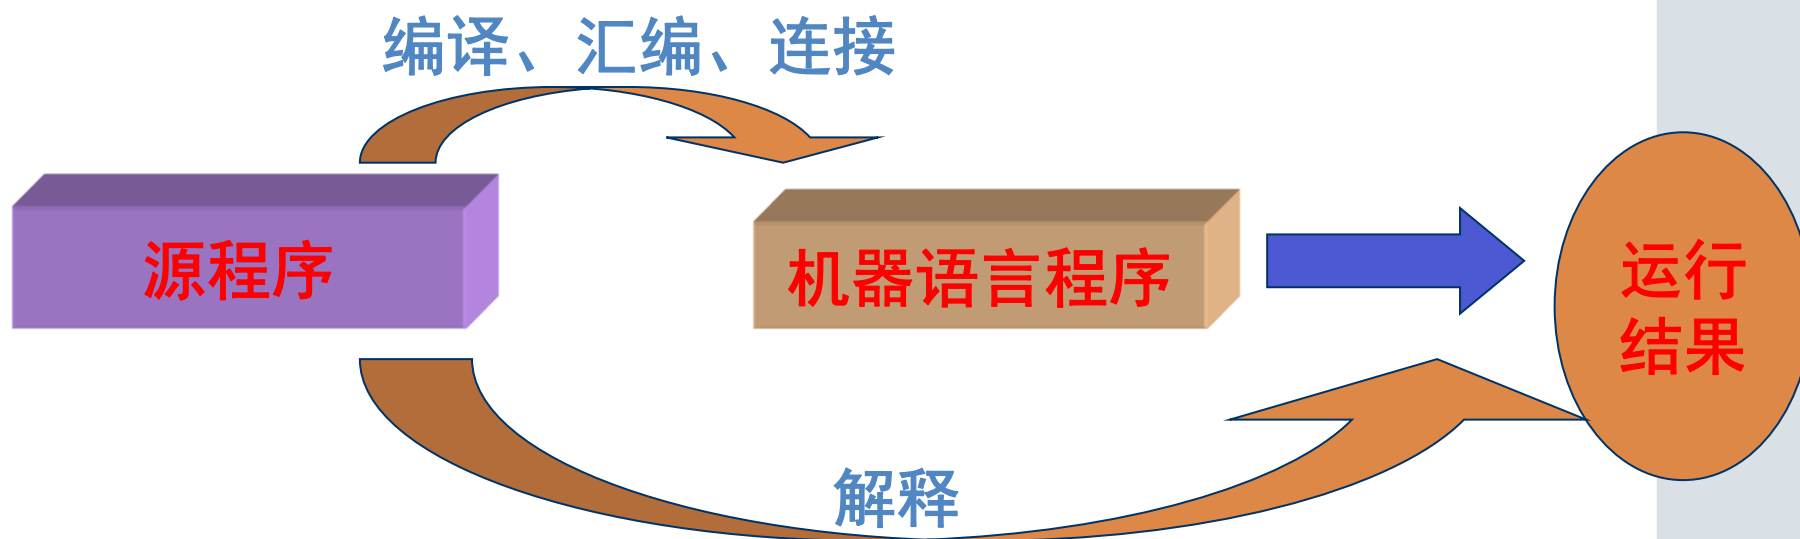 编译、汇编、连接
源程序
机器语言程序
运行
结果
解释